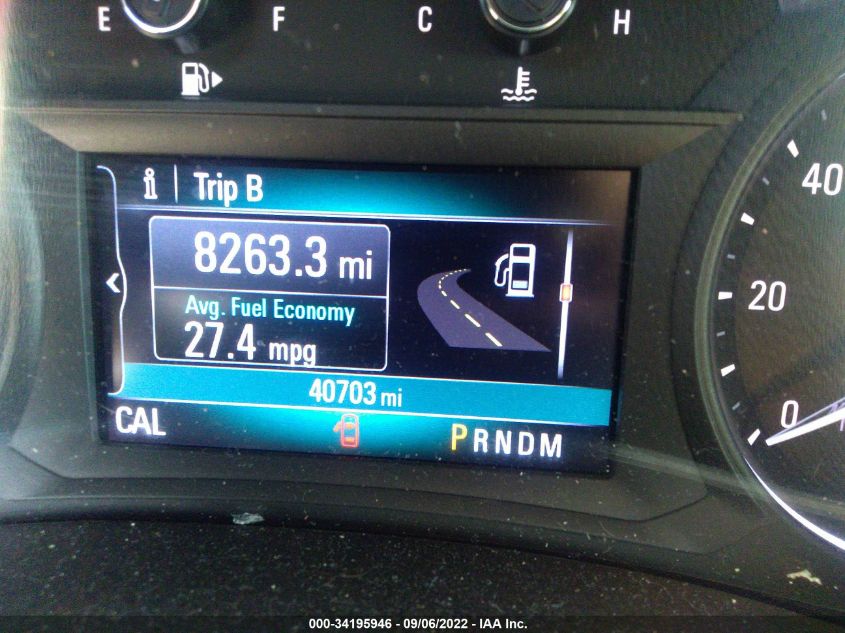 E F C H
Trip B
8263.3 mi
Avg. Fuel Economy
27.4 mpg
40703 mi
CAL
PRNDM
40
20
0
000-34195946 - 09/06/2022 - IAA Inc.